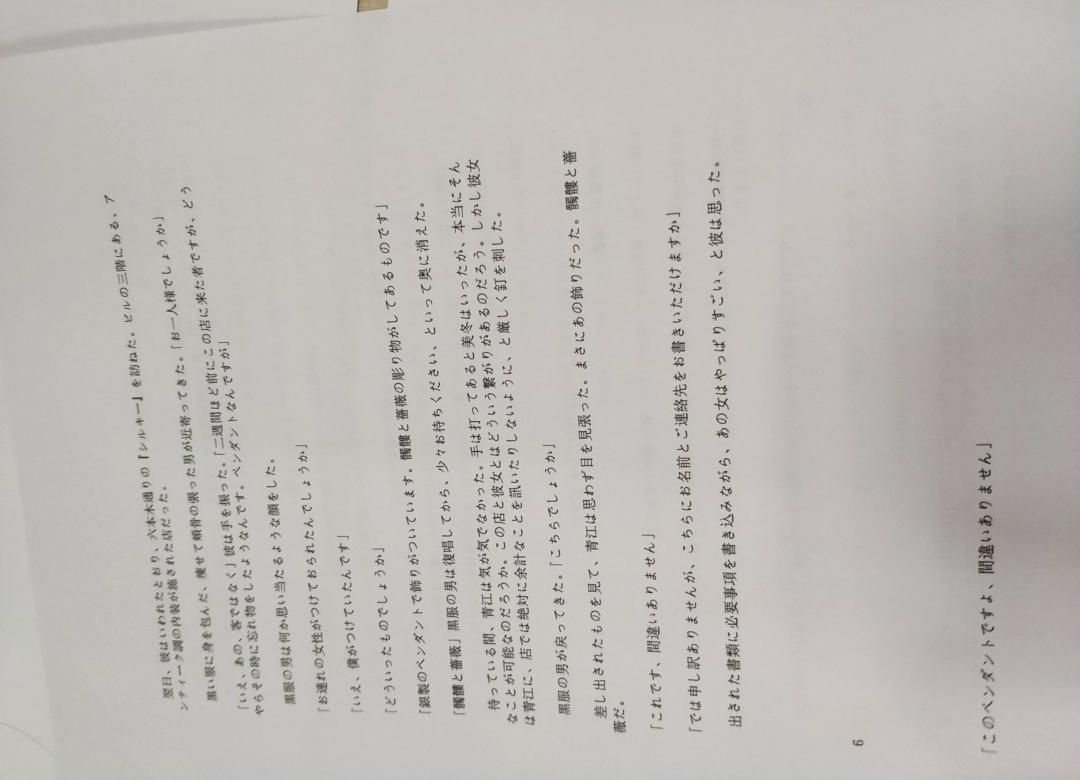 翌日、彼はいわれたとおり、六本木通りの『シルキー』を訪ねた。ビルの三階にある、ア
ンティーク調の内装が施された店だった。
黒い服に身を包んだ、痩せて頬骨の張った男が近寄ってきた。「お一人様でしょうか」
「いえ、あの、客ではなく」彼は手を振った。「二週間ほど前にこの店に来た者ですが、どう
やらその時に忘れ物をしたようなんです。ペンダントなんですが」
黒服の男は何か思い当たるような顔をした。
「お連れの女性がつけておられたんでしょうか」
「いえ、僕がつけていたんです」
「どういったものでしょうか」
「銀製のペンダントで飾りがついています。髑髏と薔薇の彫り物がしてあるものです」
「髑髏と薔薇」黒服の男は復唱してから、少々お待ちください、といって奥に消えた。
待っている間、青江は気が気でなかった。手は打ってあると美冬はいったが、本当にそん
なことが可能なのだろうか。この店と彼女とはどういう繋がりがあるのだろう。しかし彼女
は青江に、店では絶対に余計なことを訊いたりしないように、と厳しく釘を刺した。
黒服の男が戻ってきた。「こちらでしょうか」
差し出されたものを見て、青江は思わず目を見張った。まさにあの飾りだった。髑髏と薔
薇だ。
「これです、間違いありません」
「では申し訳ありませんが、こちらにお名前とご連絡先をお書きいただけますか」
出された書類に必要事項を書き込みながら、あの女はやっぱりすごい、と彼は思った。
6
「このペンダントですよ、間違いありません」